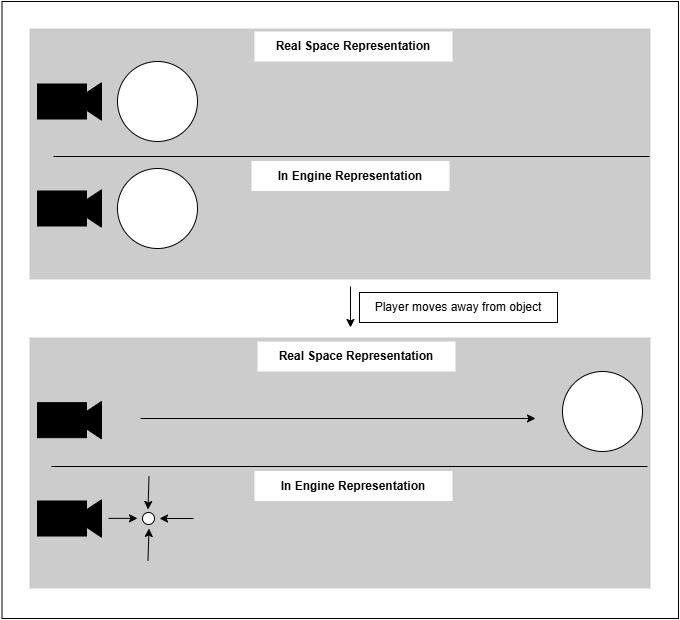 Real Space Representation
In Engine Representation
Player moves away from object
Real Space Representation
In Engine Representation